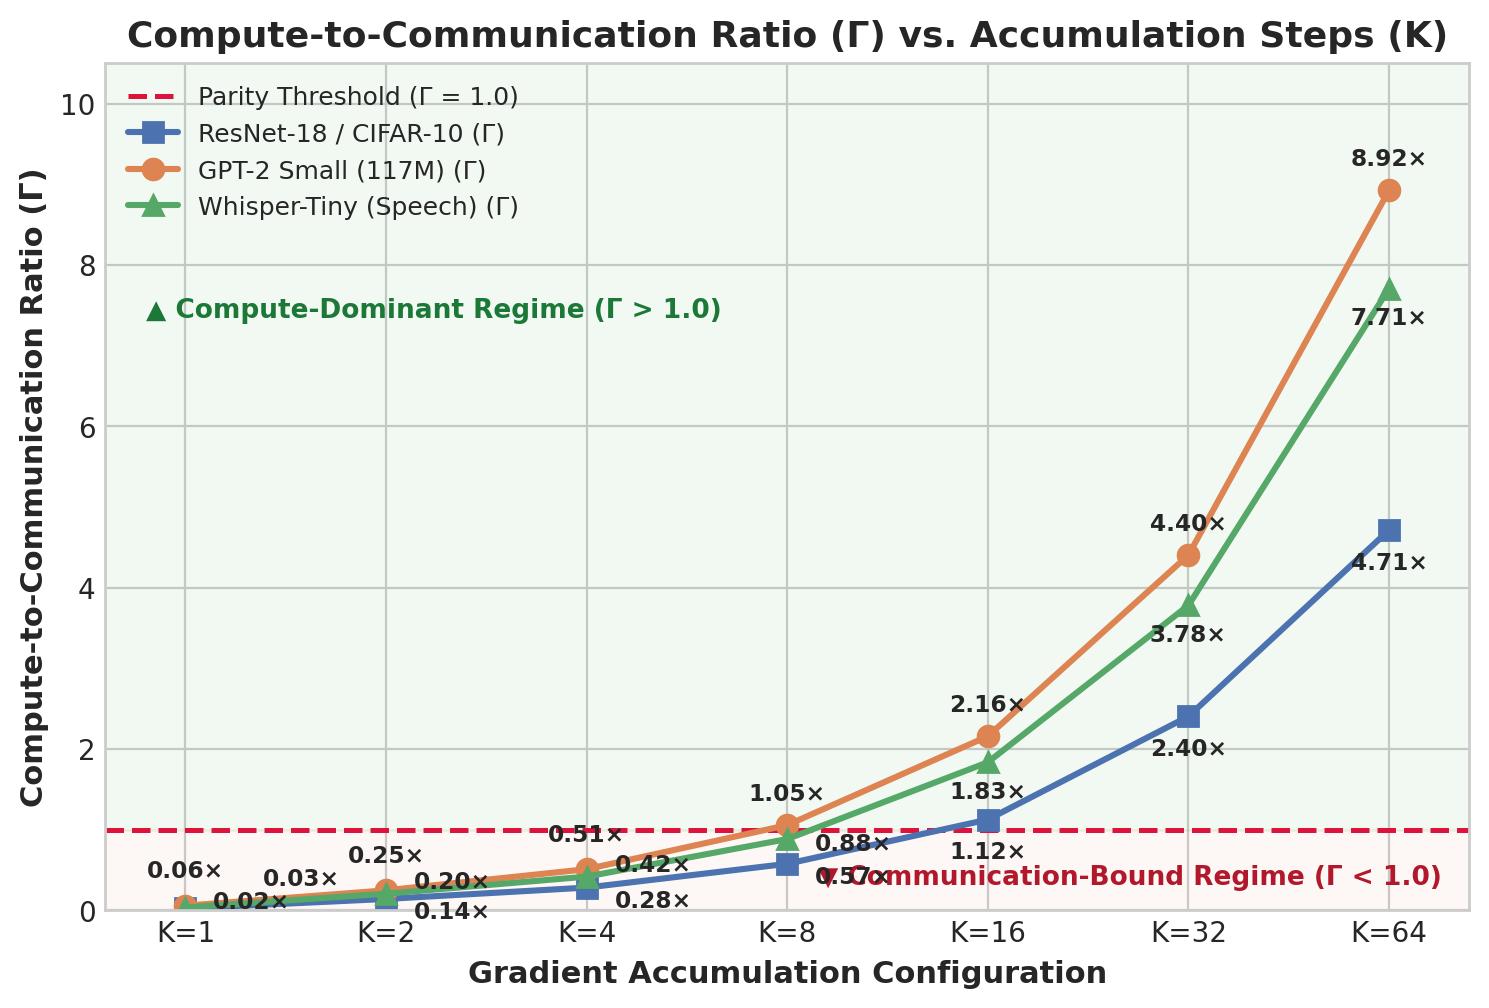 Compute-to-Communication Ratio (Γ) vs. Accumulation Steps (K)
Compute-to-Communication Ratio (Γ)
10
8
6
4
2
0
Parity Threshold (Γ = 1.0)
ResNet-18 / CIFAR-10 (Γ)
GPT-2 Small (117M) (Γ)
Whisper-Tiny (Speech) (Γ)
▲ Compute-Dominant Regime (Γ > 1.0)
8.92×
7.71×
4.40×
4.71×
3.78×
2.16×
2.40×
1.83×
1.05×
0.51×
0.88×
1.12×
0.25×
0.42×
0.06×
0.03×
0.20×
0.57×
▼ Communication-Bound Regime (Γ < 1.0)
0.02×
0.28×
0.14×
K=1
K=2
K=4
K=8
K=16
K=32
K=64
Gradient Accumulation Configuration